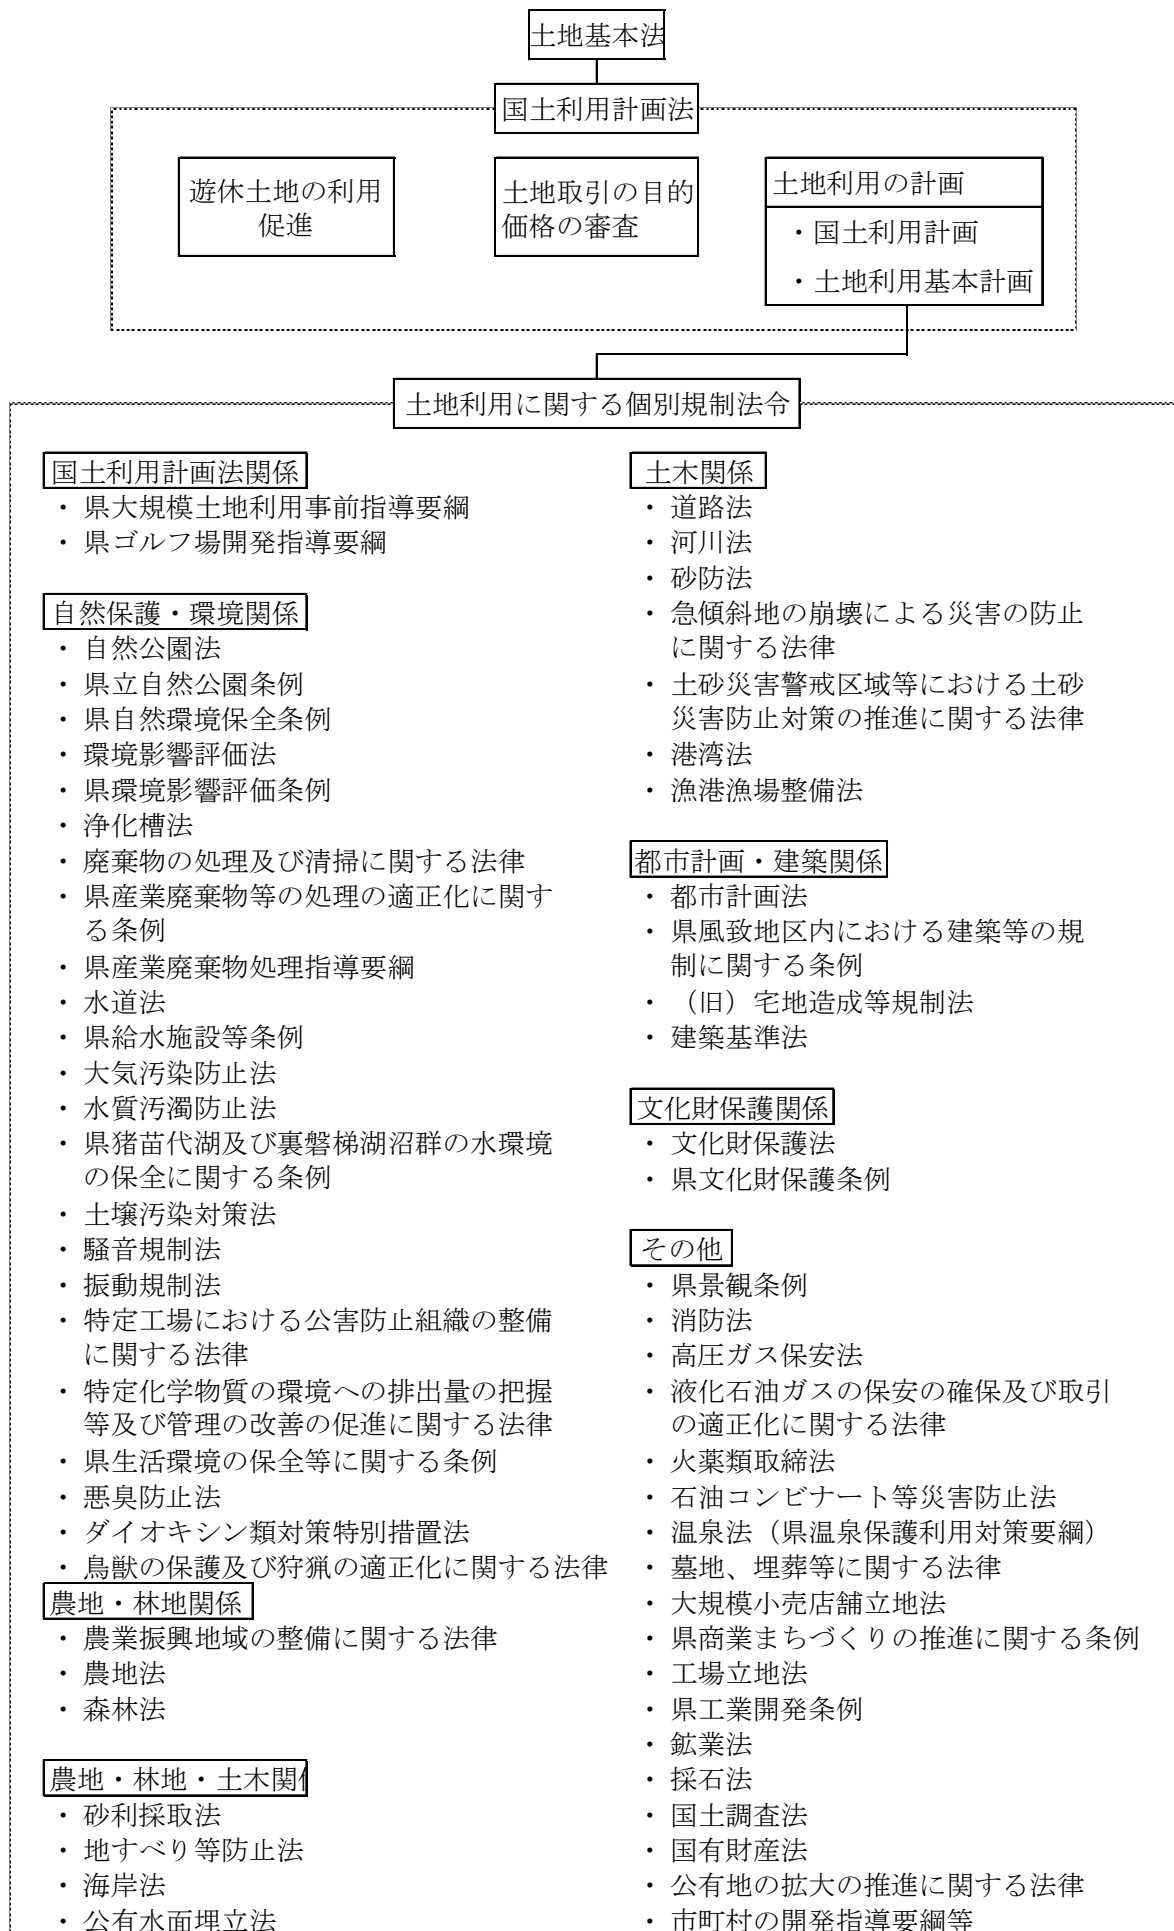 土地基本法
国土利用計画法
遊休土地の利用
促進
土地取引の目的
価格の審査
土地利用の計画
・国土利用計画
・土地利用基本計画
土地利用に関する個別規制法令
国土利用計画法関係
・ 県大規模土地利用事前指導要綱
・ 県ゴルフ場開発指導要綱
自然保護・環境関係
・ 自然公園法
・ 県立自然公園条例
・ 県自然環境保全条例
・ 環境影響評価法
・ 県環境影響評価条例
・ 浄化槽法
・ 廃棄物の処理及び清掃に関する法律
・ 県産業廃棄物等の処理の適正化に関す
る条例
・ 県産業廃棄物処理指導要綱
・ 水道法
・ 県給水施設等条例
・ 大気汚染防止法
・ 水質汚濁防止法
・ 県猪苗代湖及び裏磐梯湖沼群の水環境
の保全に関する条例
・ 土壌汚染対策法
・ 騒音規制法
・ 振動規制法
・ 特定工場における公害防止組織の整備
に関する法律
・ 特定化学物質の環境への排出量の把握
等及び管理の改善の促進に関する法律
・ 県生活環境の保全等に関する条例
・ 悪臭防止法
・ ダイオキシン類対策特別措置法
・ 鳥獣の保護及び狩猟の適正化に関する法律
農地・林地関係
・ 農業振興地域の整備に関する法律
・ 農地法
・ 森林法
農地・林地・土木関係
・ 砂利採取法
・ 地すべり等防止法
・ 海岸法
・ 公有水面埋立法
土木関係
・ 道路法
・ 河川法
・ 砂防法
・ 急傾斜地の崩壊による災害の防止
に関する法律
・ 土砂災害警戒区域等における土砂
災害防止対策の推進に関する法律
・ 港湾法
・ 漁港漁場整備法
都市計画・建築関係
・ 都市計画法
・ 県風致地区内における建築等の規
制に関する条例
・ （旧）宅地造成等規制法
・ 建築基準法
文化財保護関係
・ 文化財保護法
・ 県文化財保護条例
その他
・ 県景観条例
・ 消防法
・ 高圧ガス保安法
・ 液化石油ガスの保安の確保及び取引
の適正化に関する法律
・ 火薬類取締法
・ 石油コンビナート等災害防止法
・ 温泉法（県温泉保護利用対策要綱）
・ 墓地、埋葬等に関する法律
・ 大規模小売店舗立地法
・ 県商業まちづくりの推進に関する条例
・ 工場立地法
・ 県工業開発条例
・ 鉱業法
・ 採石法
・ 国土調査法
・ 国有財産法
・ 公有地の拡大の推進に関する法律
・ 市町村の開発指導要綱等